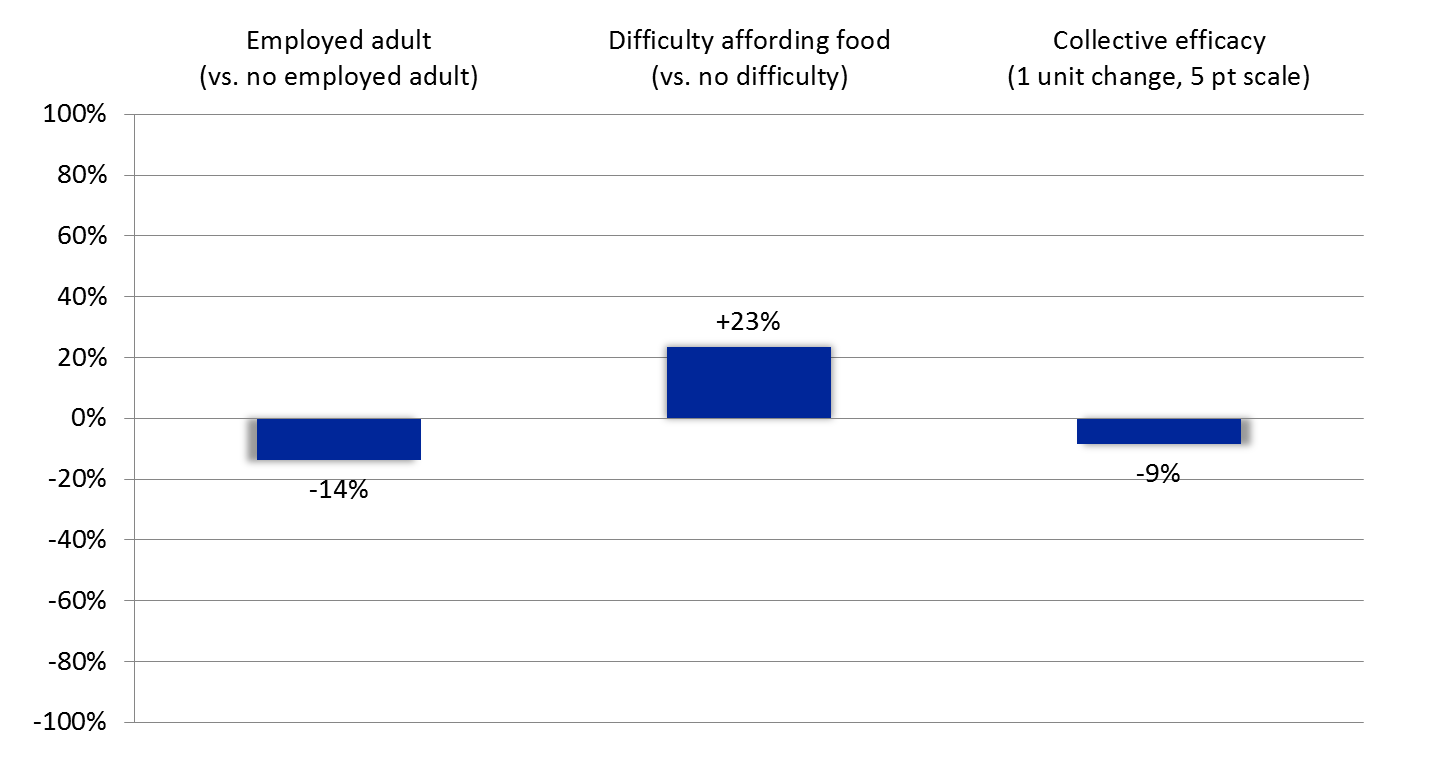 Employed adult
(vs. no employed adult)
Difficulty affording food
(vs. no difficulty)
Collective efficacy
(1 unit change, 5 pt scale)
100%
80%
60%
40%
20%
0%
-20%
-40%
-60%
-80%
-100%
-14%
+23%
-9%